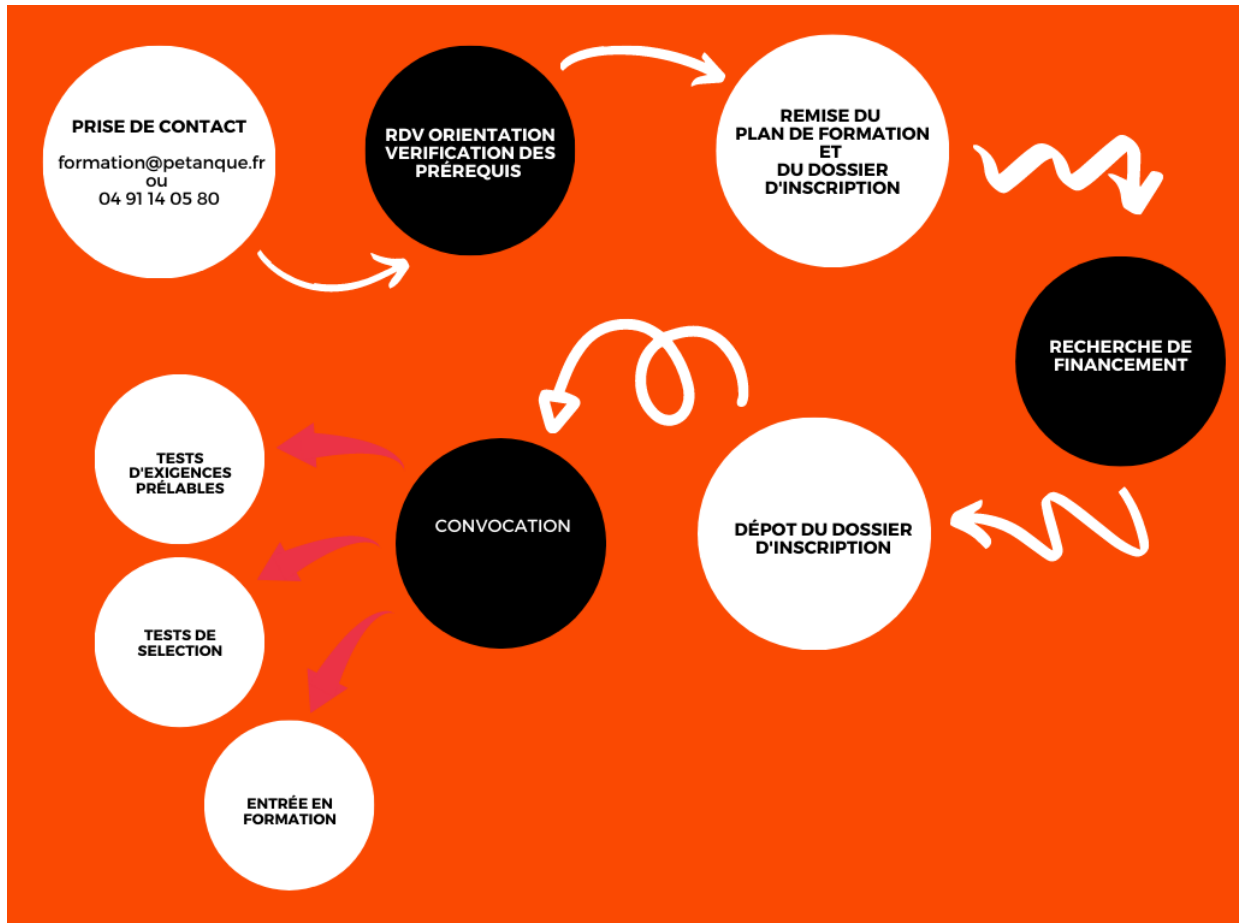 PRISE DE CONTACT
formation@petanque.fr
ou
04 91 14 05 80
RDV ORIENTATION
VERIFICATION DES
PRÉREQUIS
REMISE DU
PLAN DE FORMATION
ET
DU DOSSIER
D'INSCRIPTION
RECHERCHE DE
FINANCEMENT
DÉPOT DU DOSSIER
D'INSCRIPTION
CONVOCATION
TESTS
D'EXIGENCES
PRÉLABLES
TESTS DE
SELECTION
ENTRÉE EN
FORMATION